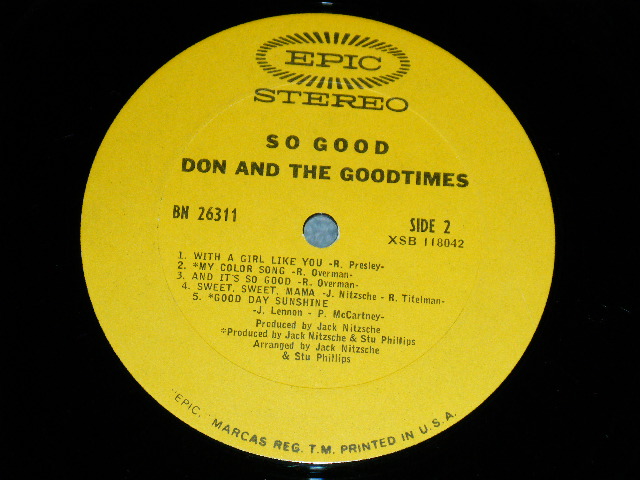 EPIC
STEREO
SO GOOD
DON AND THE GOODTIMES
BN 26311
SIDE 2
XSB 118042
1. WITH A GIRL LIKE YOU -R. Presley-
2. *MY COLOR SONG -R. Overman-
3. AND IT'S SO GOOD -R. Overman-
4. SWEET, SWEET, MAMA -J. Nitzsche - R. Titelman-
5. *GOOD DAY SUNSHINE
-J. Lennon - P. McCartney-
Produced by Jack Nitzsche
*Produced by Jack Nitzsche & Stu Phillips
Arranged by Jack Nitzsche
& Stu Phillips
"EPIC," MARCAS REG. T.M. PRINTED IN U.S.A.